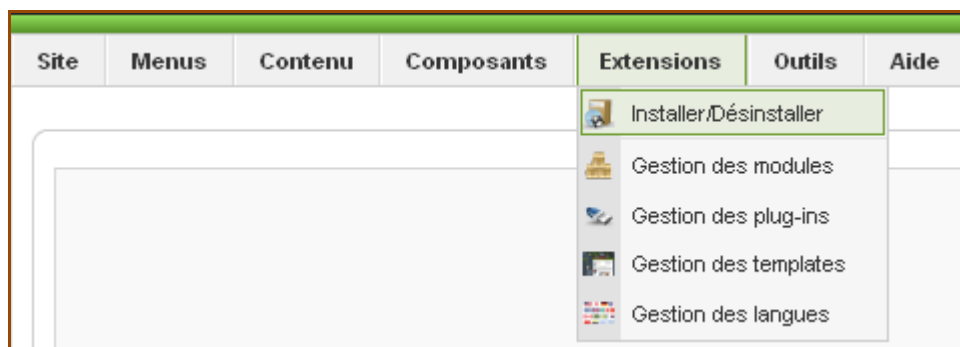 Site Menus Contenu Composants Extensions Outils Aide
Installer/Désinstaller
Gestion des modules
Gestion des plug-ins
Gestion des templates
Gestion des langues